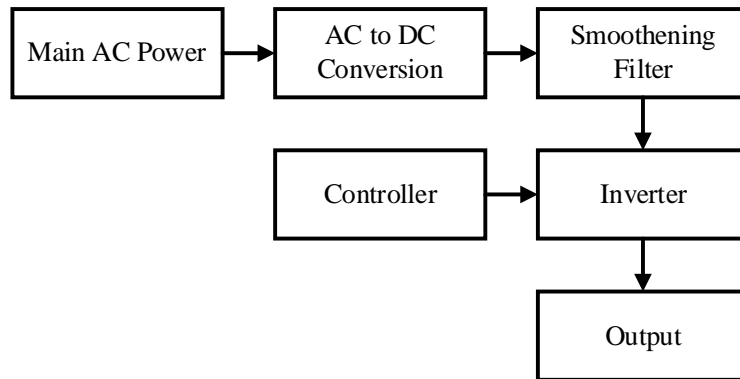 Main AC Power
AC to DC
Conversion
Smoothening
Filter
Controller
Inverter
Output